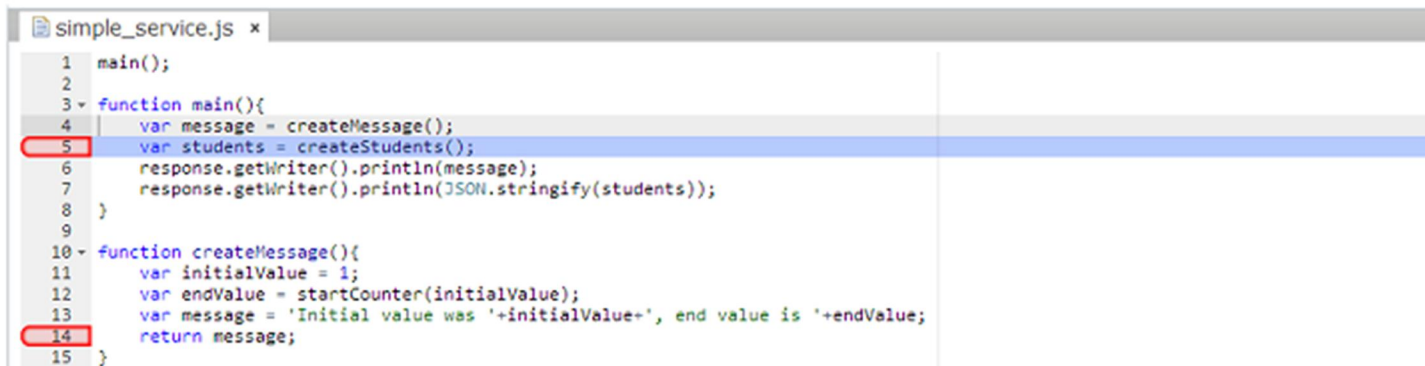 simple_service.js ×
1 main();
2
3 function main(){
4 var message = createMessage();
5 var students = createStudents();
6 response.getWriter().println(message);
7 response.getWriter().println(JSON.stringify(students));
8 }
9
10 function createMessage(){
11 var initialValue = 1;
12 var endValue = startCounter(initialValue);
13 var message = 'Initial value was '+initialValue+', end value is '+endValue;
14 return message;
15 }